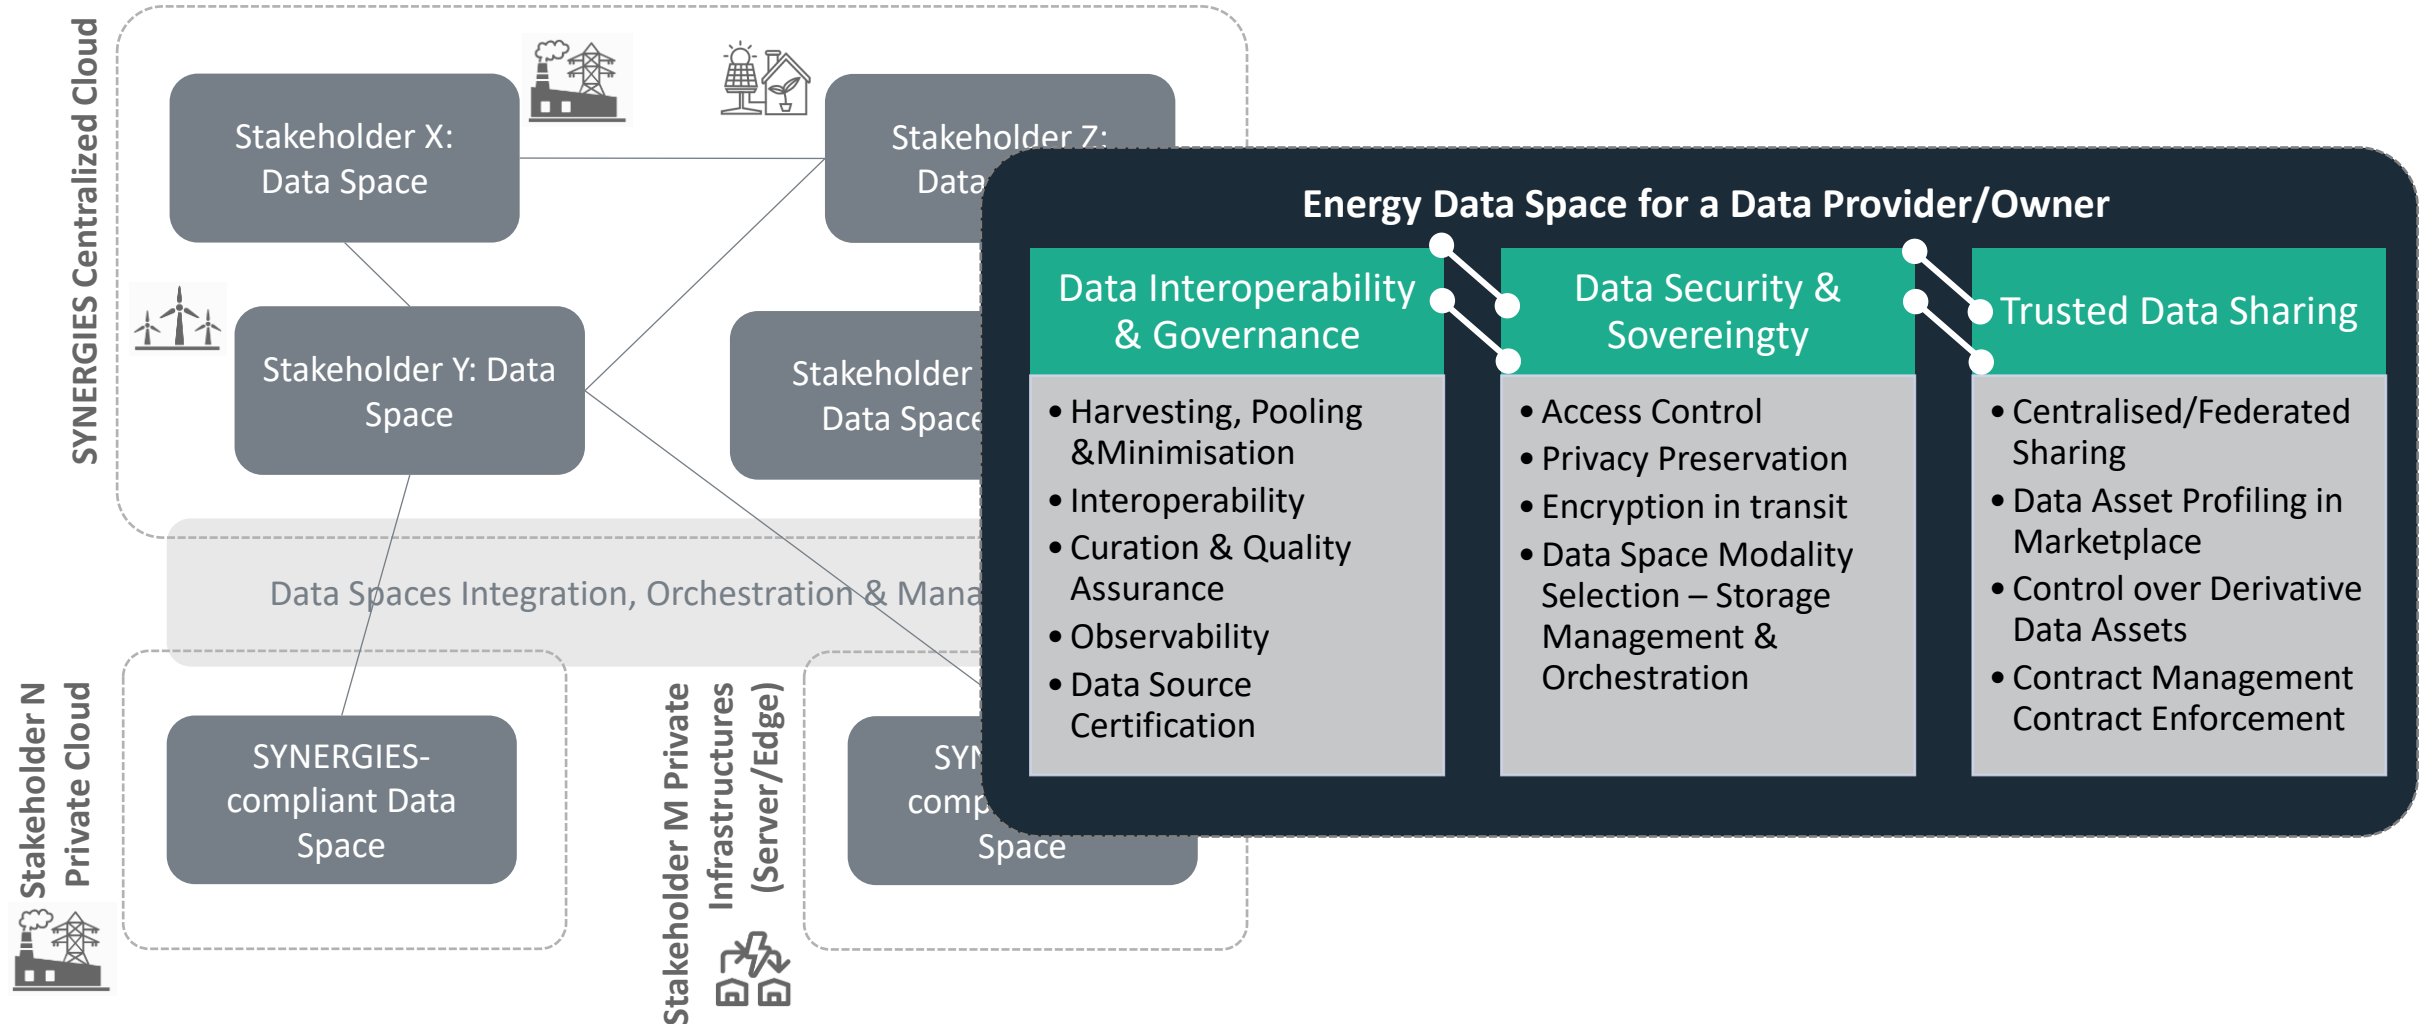 SYNERGIES Centralized Cloud
Stakeholder X:
Data Space
Stakeholder Z:
Data
Stakeholder Y: Data
Space
Stakeholder
Data Space
Data Spaces Integration, Orchestration &
Stakeholder N
Private Cloud
SYNERGIES-
compliant Data
Space
Stakeholder M Private
Infrastructures
(Server/Edge)
Space
Energy Data Space for a Data Provider/Owner
Data Interoperability
& Governance
• Harvesting, Pooling
&Minimisation
• Interoperability
• Curation & Quality
Assurance
• Observability
• Data Source
Certification
Data Security &
Sovereingty
• Access Control
• Privacy Preservation
• Encryption in transit
• Data Space Modality
Selection – Storage
Management &
Orchestration
Trusted Data Sharing
• Centralised/Federated
Sharing
• Data Asset Profiling in
Marketplace
• Control over Derivative
Data Assets
• Contract Management
Contract Enforcement